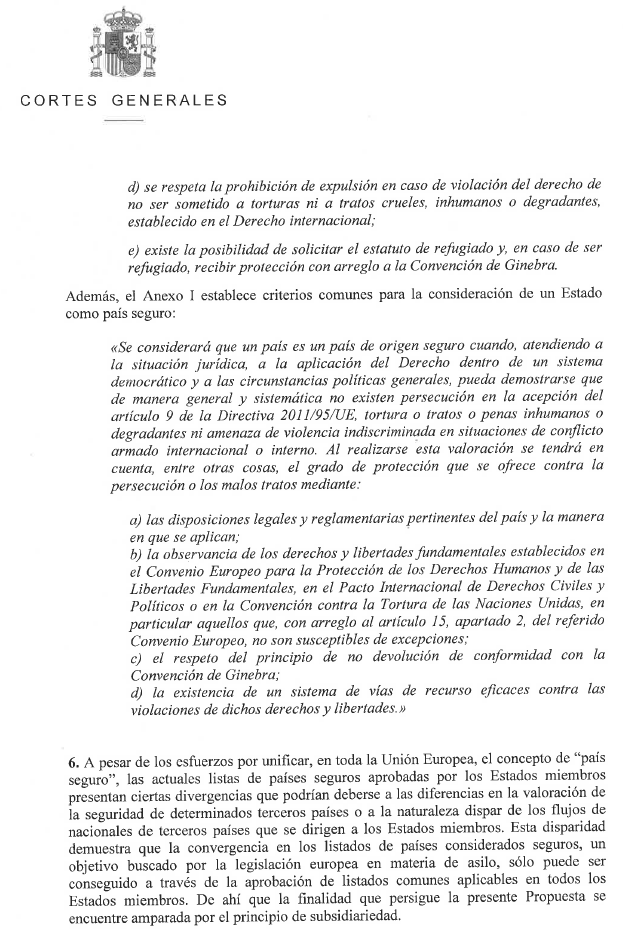 CORTES GENERALES
d) se respeta la prohibición de expulsión en caso de violación del derecho de
no ser sometido a torturas ni a tratos crueles, inhumanos o degradantes,
establecido en el Derecho internacional;
e) existe la posibilidad de solicitar el estatuto de refugiado y, en caso de ser
refugiado, recibir protección con arreglo a la Convención de Ginebra.
Además, el Anexo I establece criterios comunes para la consideración de un Estado
como país seguro:
«Se considerará que un país es un país de origen seguro cuando, atendiendo a
la situación jurídica, a la aplicación del Derecho dentro de un sistema
democrático y a las circunstancias políticas generales, pueda demostrarse que
de manera general y sistemática no existen persecución en la acepción del
artículo 9 de la Directiva 2011/95/UE, tortura o tratos o penas inhumanos o
degradantes ni amenaza de violencia indiscriminada en situaciones de conflicto
armado internacional o interno. Al realizarse esta valoración se tendrá en
cuenta, entre otras cosas, el grado de protección que se ofrece contra la
persecución o los malos tratos mediante:
a) las disposiciones legales y reglamentarias pertinentes del país y la manera
en que se aplican;
b) la observancia de los derechos y libertades fundamentales establecidos en
el Convenio Europeo para la Protección de los Derechos Humanos y de las
Libertades Fundamentales, en el Pacto Internacional de Derechos Civiles y
Políticos o en la Convención contra la Tortura de las Naciones Unidas, en
particular aquellos que, con arreglo al artículo 15, apartado 2, del referido
Convenio Europeo, no son susceptibles de excepciones;
c) el respeto del principio de no devolución de conformidad con la
Convención de Ginebra;
d) la existencia de un sistema de vías de recurso eficaces contra las
violaciones de dichos derechos y libertades.»
6. A pesar de los esfuerzos por unificar, en toda la Unión Europea, el concepto de “país
seguro”, las actuales listas de países seguros aprobadas por los Estados miembros
presentan ciertas divergencias que podrían deberse a las diferencias en la valoración de
la seguridad de determinados terceros países o a la naturaleza dispar de los flujos de
nacionales de terceros países que se dirigen a los Estados miembros. Esta disparidad
demuestra que la convergencia en los listados de países considerados seguros, un
objetivo buscado por la legislación europea en materia de asilo, sólo puede ser
conseguido a través de la aprobación de listados comunes aplicables en todos los
Estados miembros. De ahí que la finalidad que persigue la presente Propuesta se
encuentre amparada por el principio de subsidiariedad.